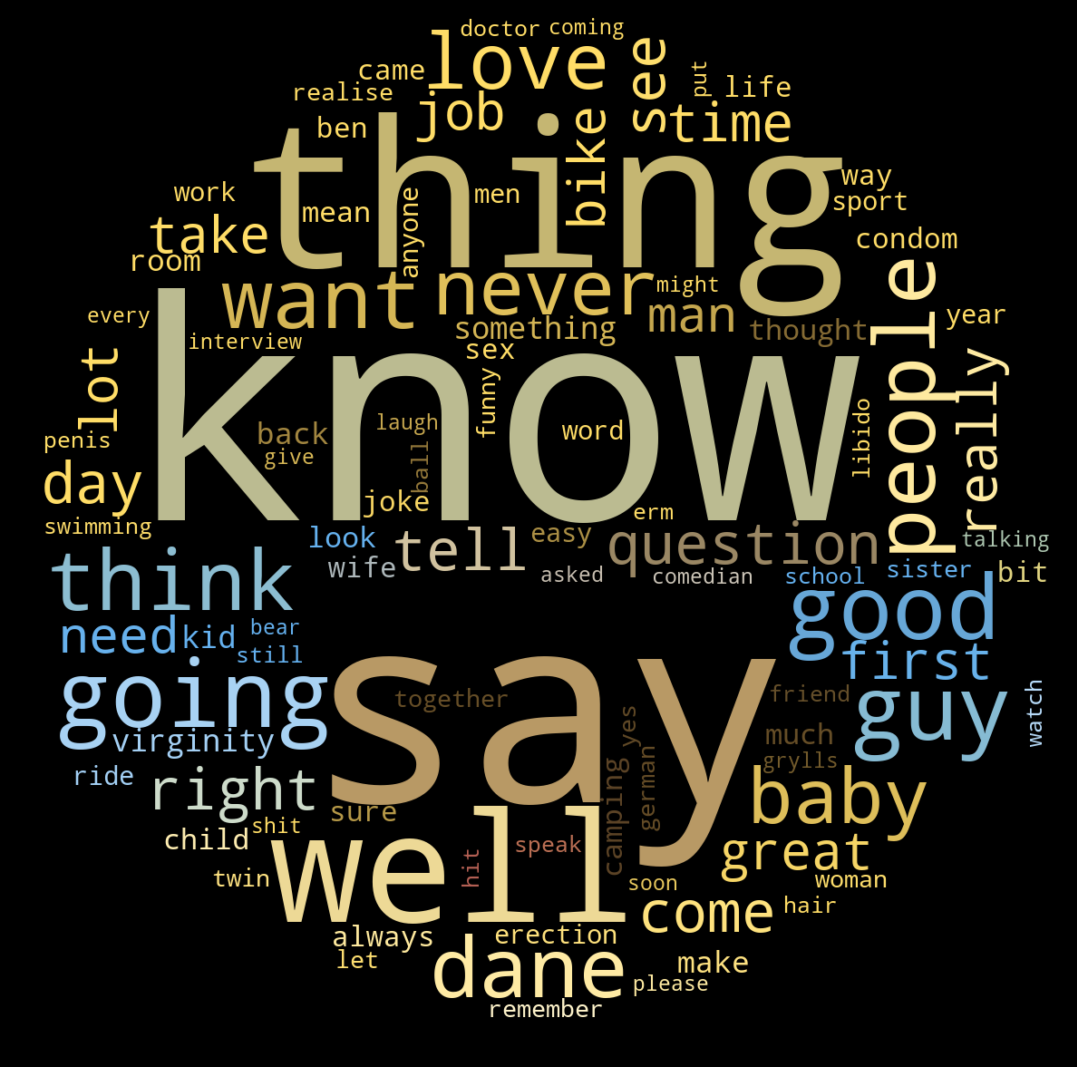 doctor coming
love
see
put
came
life
realise
job
time
ben
bike
thing
way
work
men
sport
mean
anyone
take
condom
room
people
want
never
might
man
year
every
something
thought
interview
sex
know
really
lot
funny
libido
laugh
word
penis
back
ball
give
day
joke
erm
swimming
look
tell
easy
question
talking
wife
asked
comedian
school
sister
bit
think
good
need
kid
bear
still
first
say
going
together
friend
guy
watch
virginity
yes
much
ride
right
german
grylls
camping
baby
sure
shit
child
well
speak
great
hit
twin
soon
woman
come
hair
always
erection
let
dane
make
please
remember